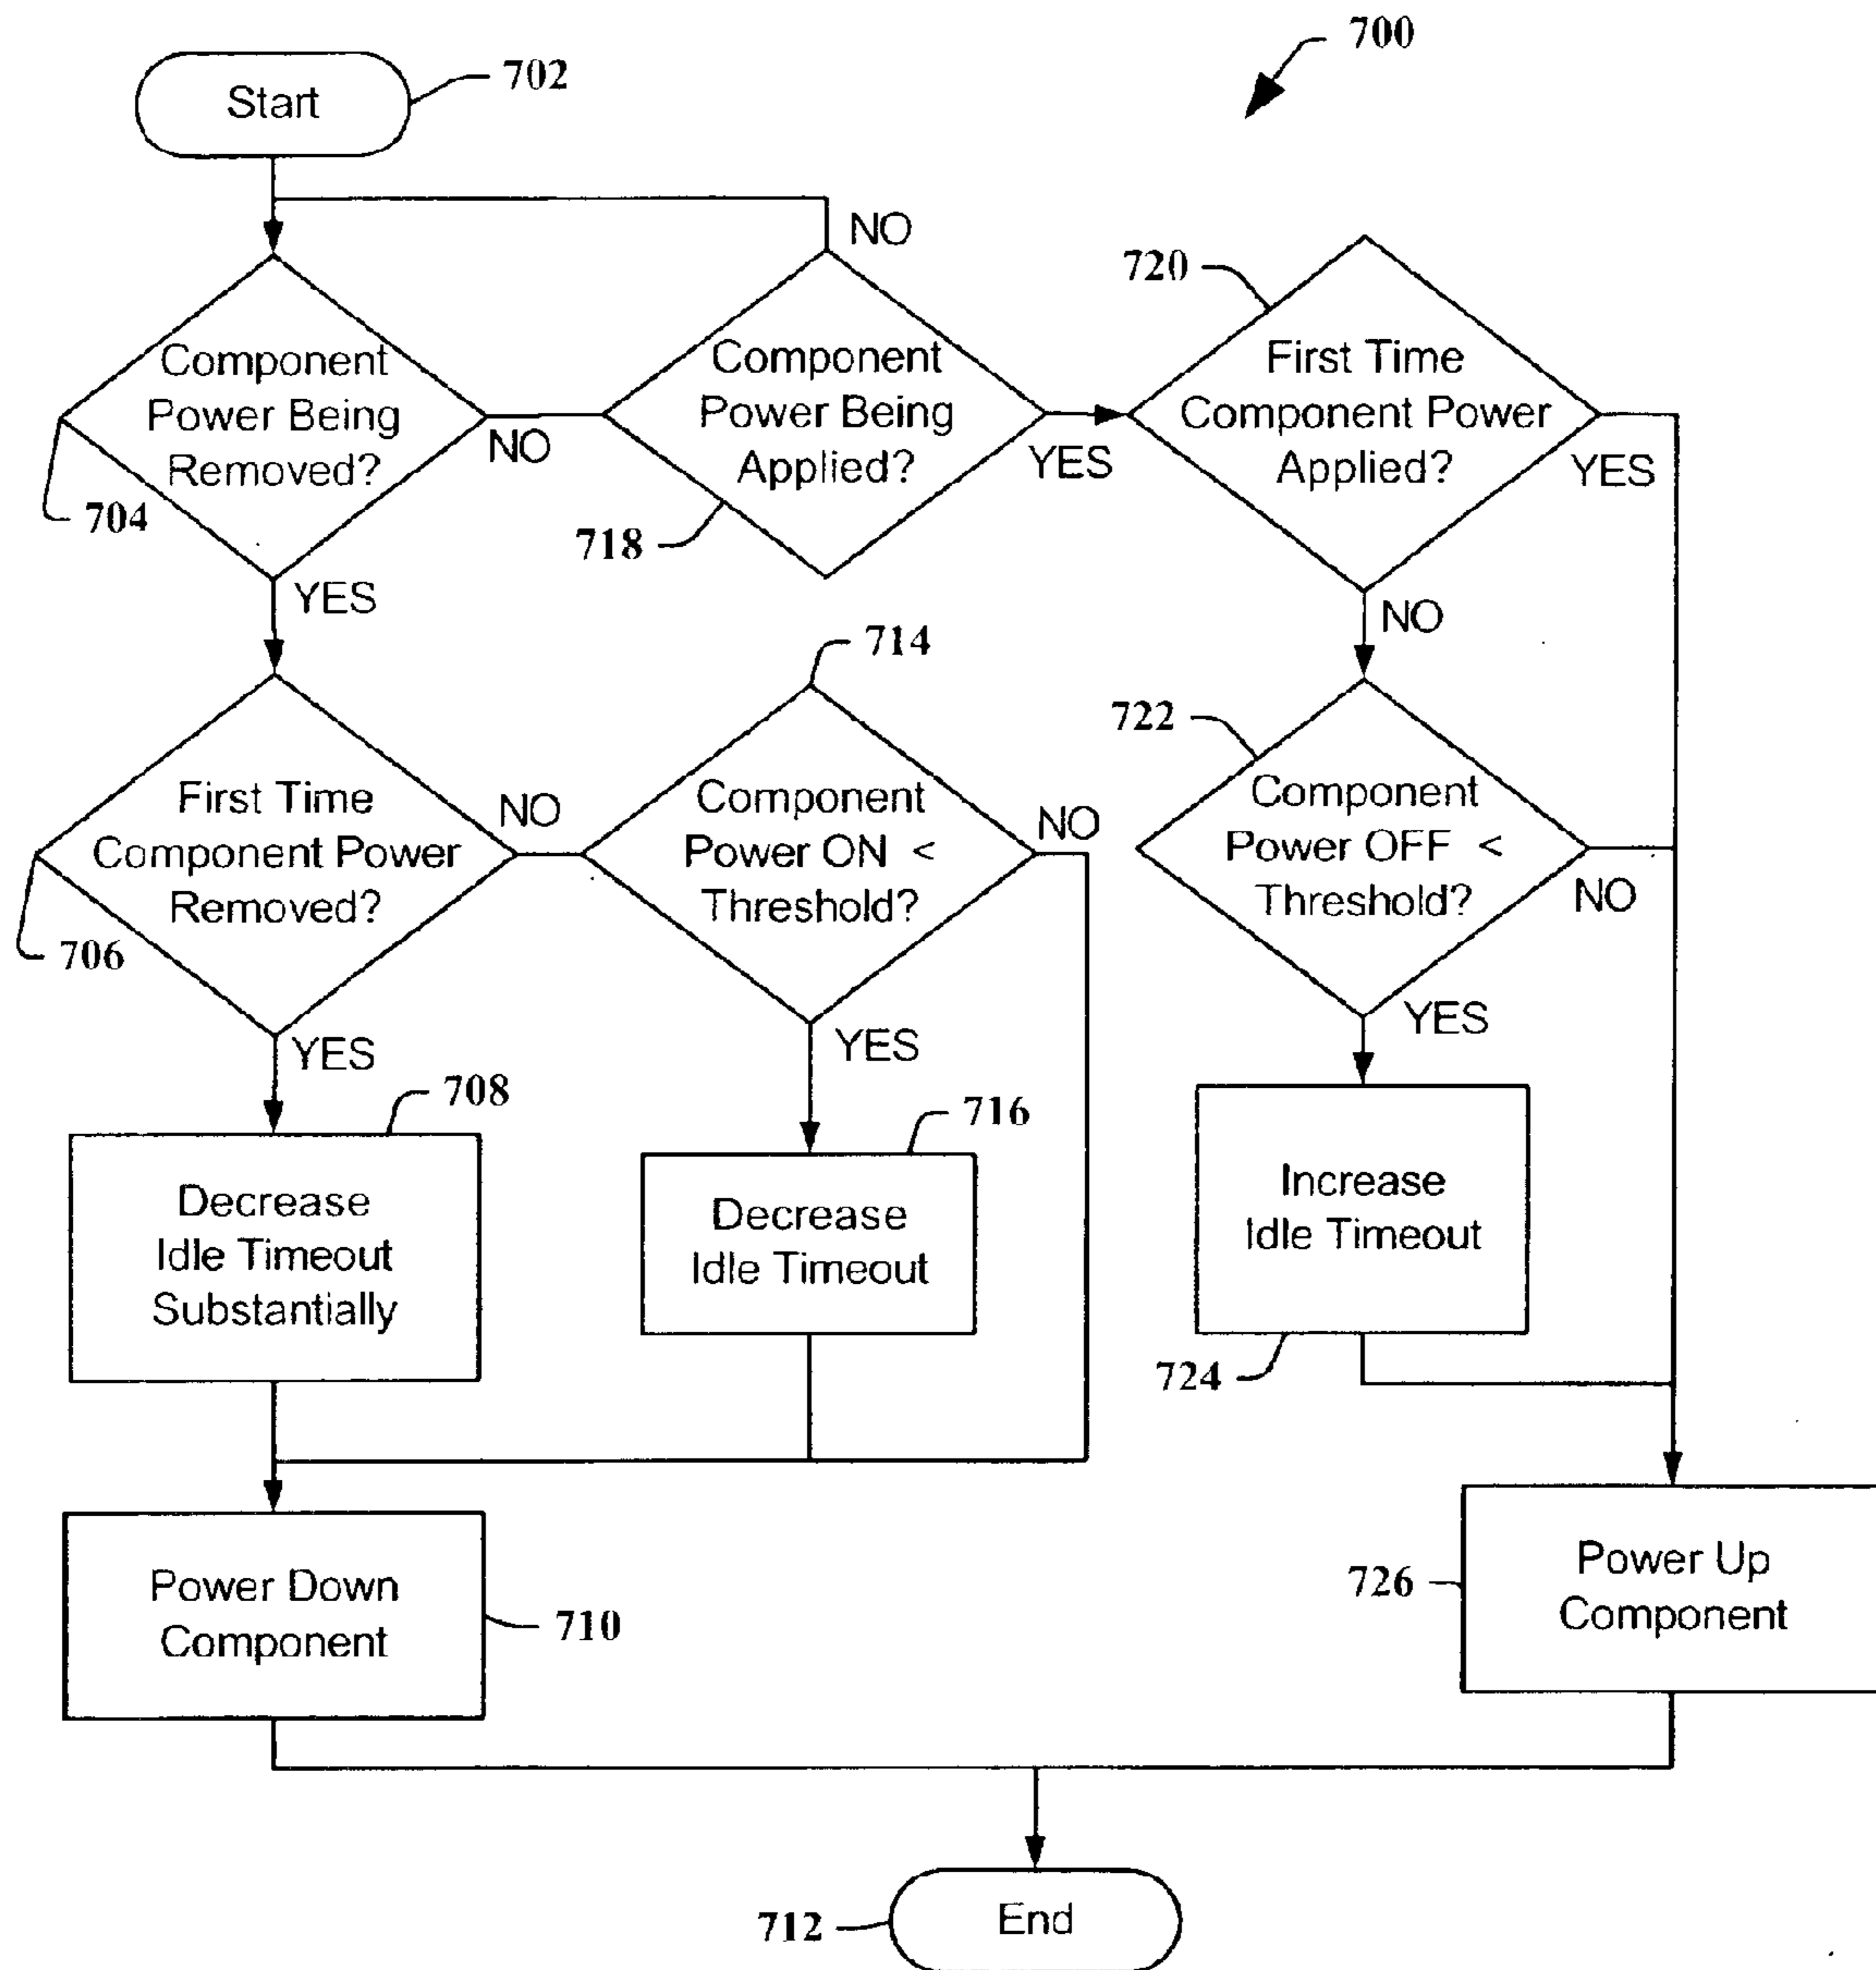 700
Start
702
NO
Component
Power Being
Removed?
704
NO
YES
Component
Power Being
Applied?
718
YES
720
First Time
Component Power
Applied?
YES
NO
First Time
Component Power
Removed?
706
NO
YES
714
Component
Power ON <
Threshold?
NO
YES
722
Component
Power OFF <
Threshold?
NO
YES
708
Decrease
Idle Timeout
Substantially
716
Decrease
Idle Timeout
Increase
Idle Timeout
724
Power Down
Component
710
726
Power Up
Component
712
End